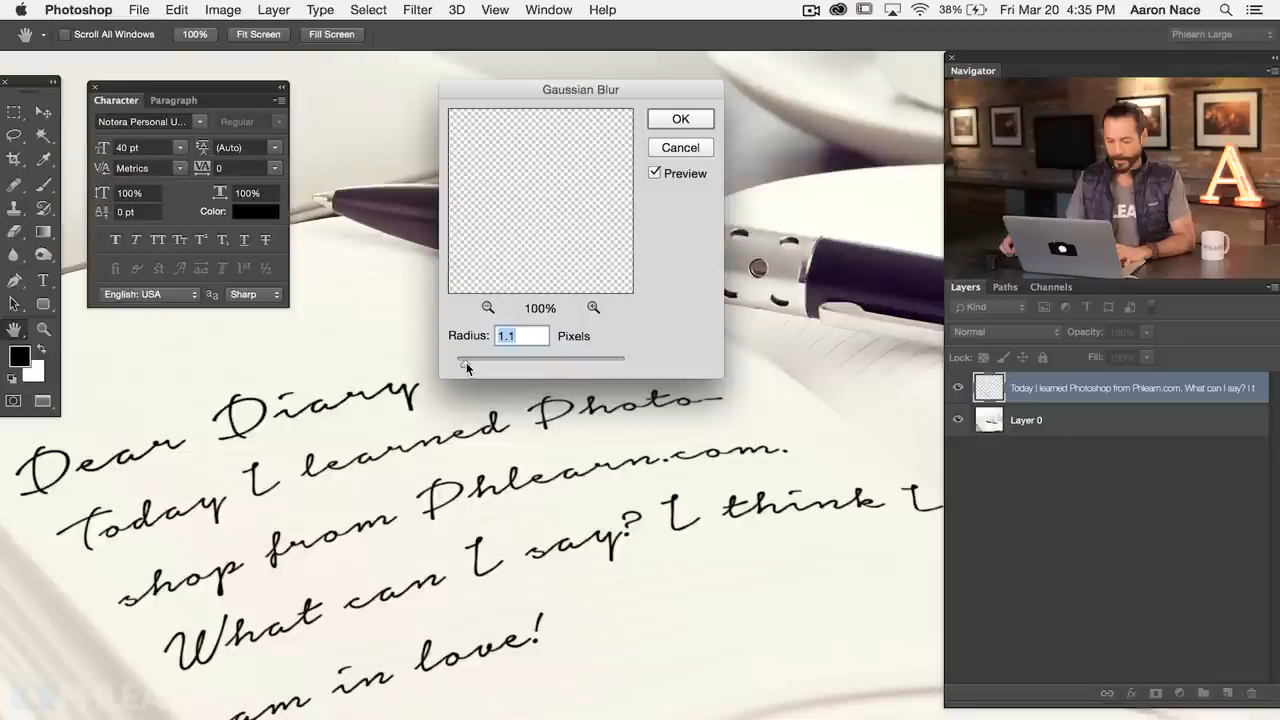 Photoshop File Edit Image Layer Type Select Filter 3D View Window Help 38% Fri Mar 20 4:35 PM Aaron Nace
Scroll All Windows 100% Fit Screen Fill Screen Phlearn Large
Character Paragraph
Notera Personal U... Regular
40 pt (Auto)
Metrics 0
100% 100%
0 pt Color:
English: USA Sharp
Gaussian Blur
OK
Cancel
Preview
100%
Radius: 1.1 Pixels
Navigator
Layers Paths Channels
Kind
Normal Opacity: 100%
Lock: Fill: 100%
Today I learned Photoshop from Phlearn.com. What can I say? I t
Layer 0
Dear Diary
Today I learned Photo-
shop from Phlearn.com.
What can I say? I think I
am in love!